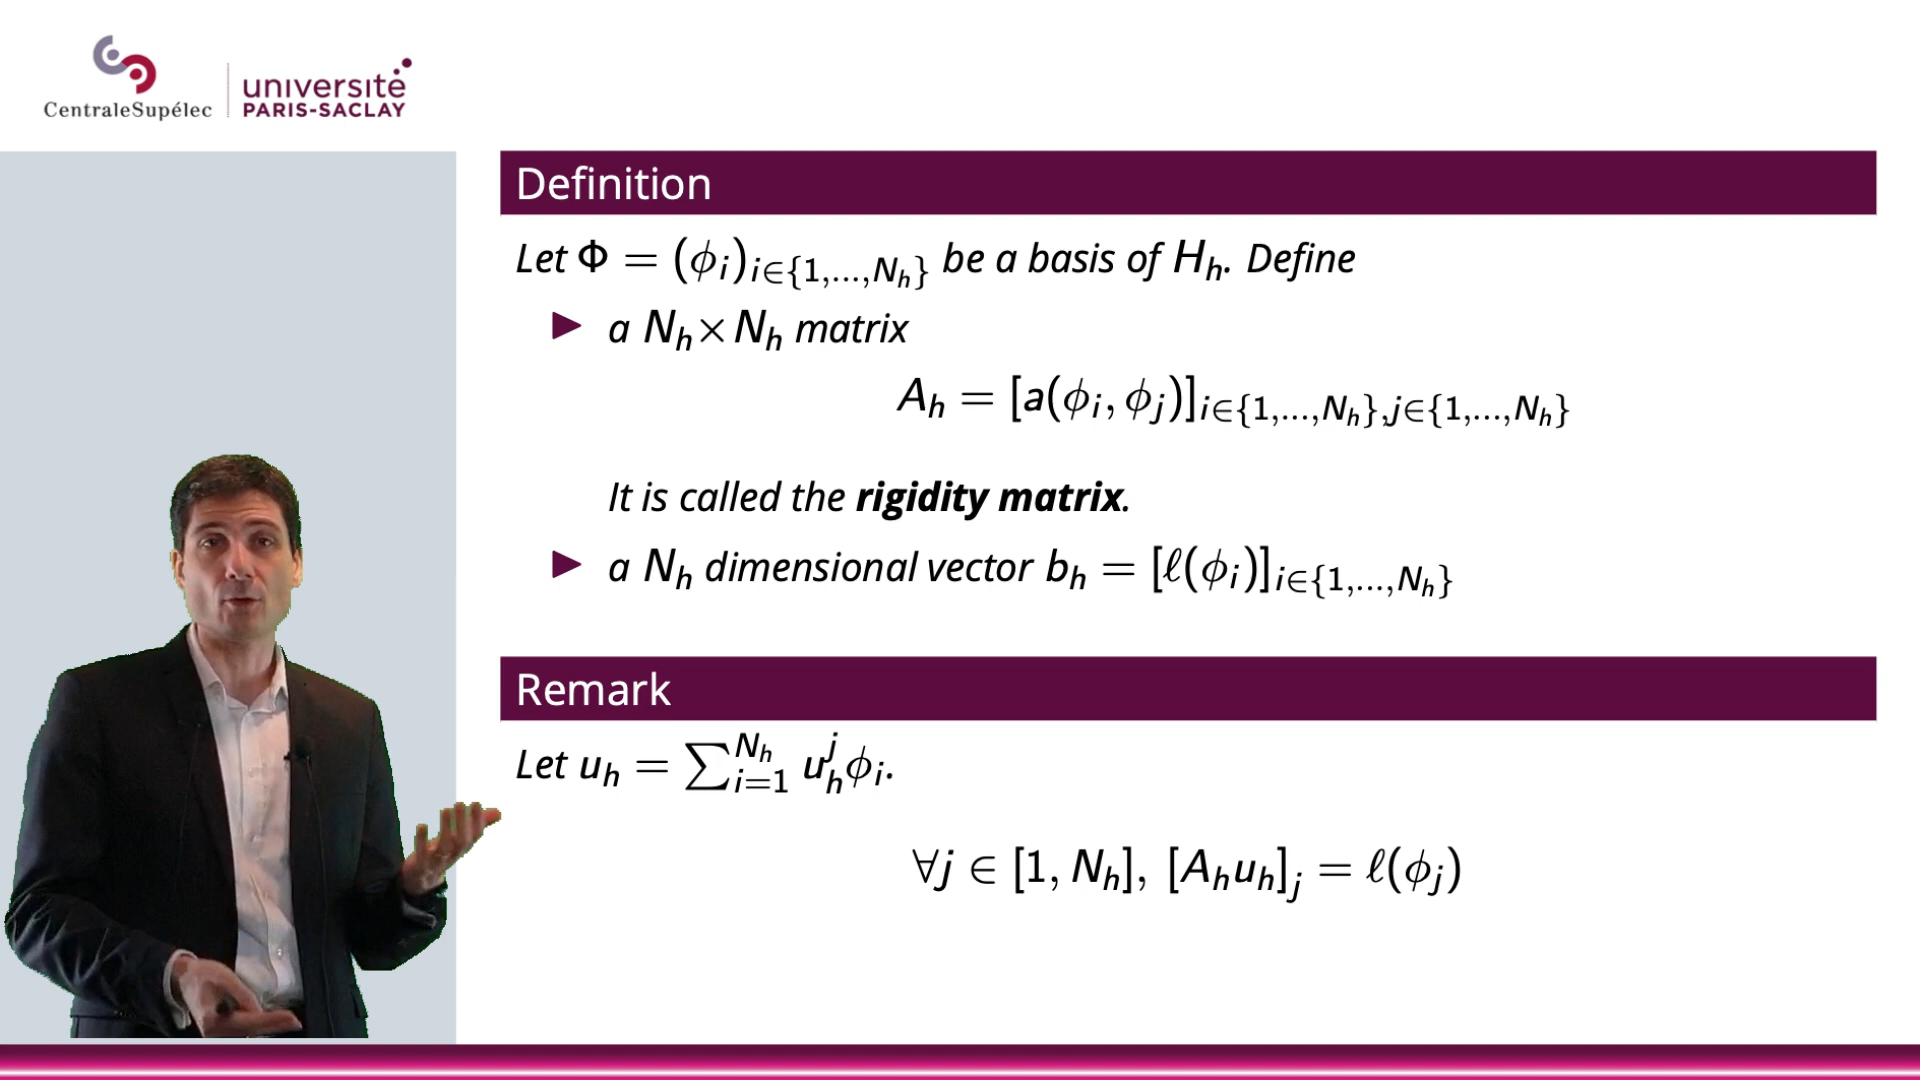 CentraleSupélec
université
PARIS-SACLAY
Definition
Let Φ = (ϕ_i)_{i∈{1,...,N_h}} be a basis of H_h. Define
▶ a N_h×N_h matrix
A_h = [a(ϕ_i, ϕ_j)]_{i∈{1,...,N_h},j∈{1,...,N_h}}
It is called the rigidity matrix.
▶ a N_h dimensional vector b_h = [ℓ(ϕ_i)]_{i∈{1,...,N_h}}
Remark
Let u_h = ∑_{i=1}^{N_h} u_h^j ϕ_i.
∀j ∈ [1, N_h], [A_h u_h]_j = ℓ(ϕ_j)